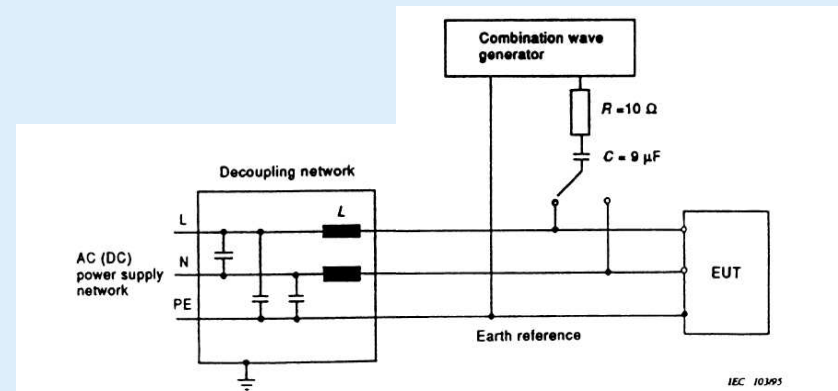 Combination wave
generator
R = 10 Ω
C = 9 μF
Decoupling network
L
L
AC (DC)
power supply
network
N
PE
EUT
Earth reference
IEC 103/95